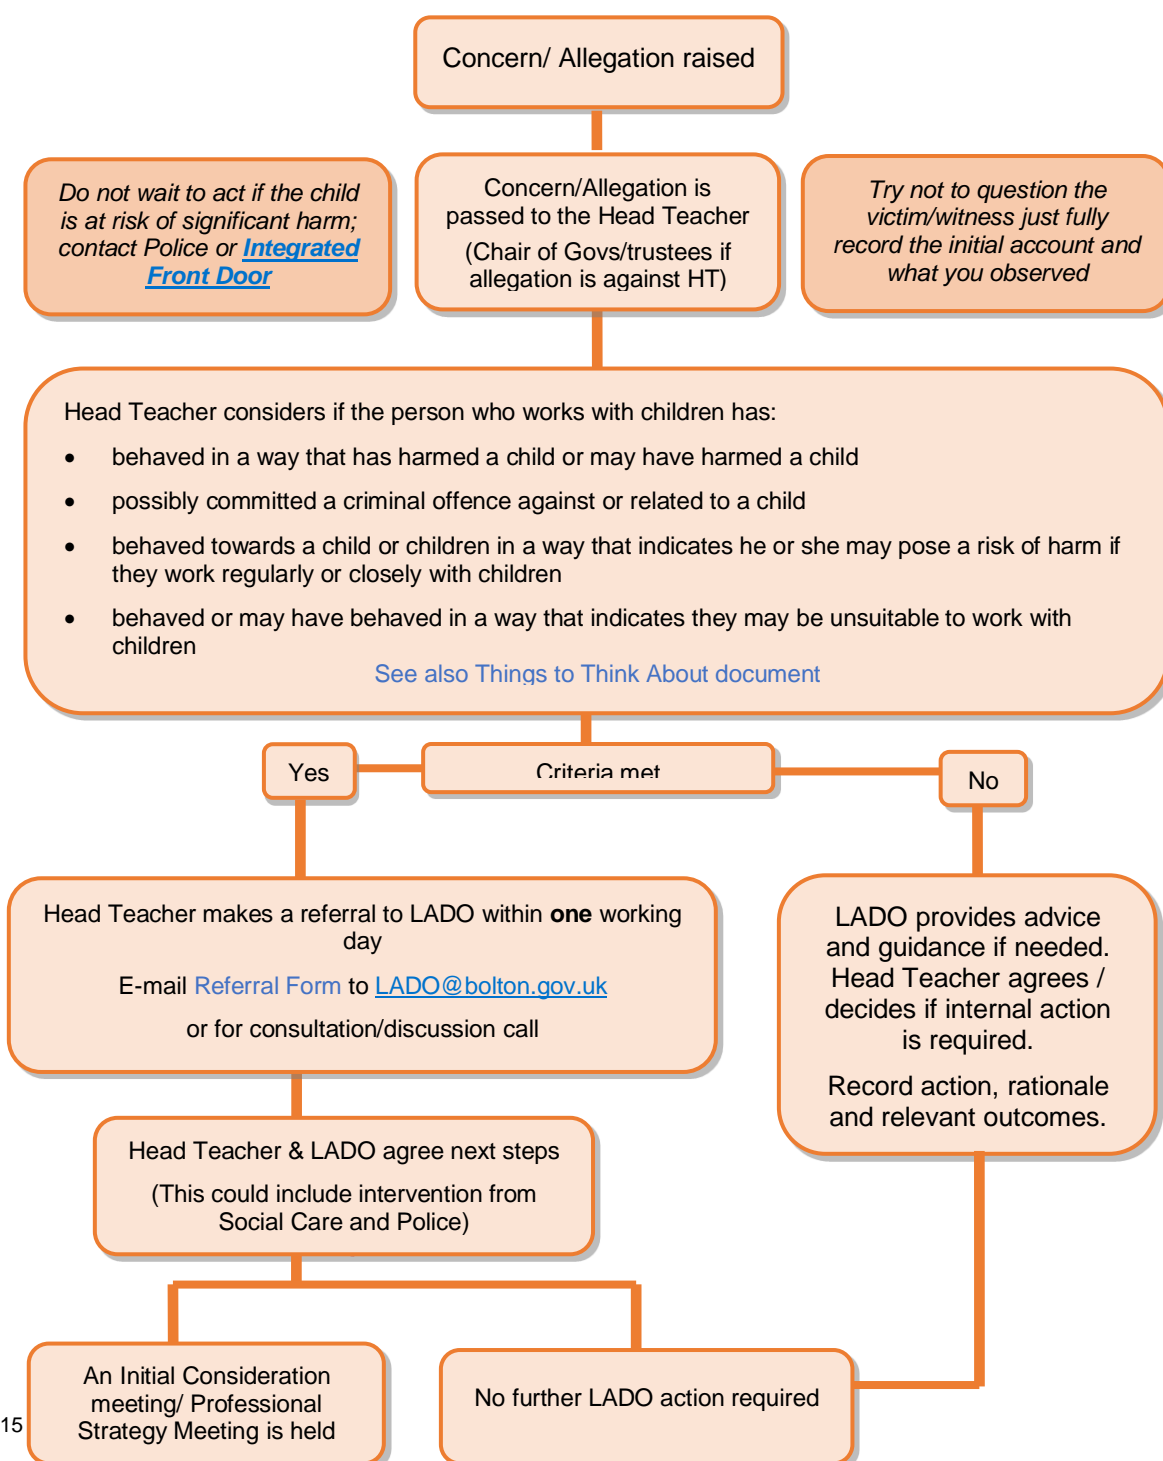 Concern/ Allegation raised
Do not wait to act if the child
is at risk of significant harm;
contact Police or Integrated
Front Door
Concern/Allegation is
passed to the Head Teacher
(Chair of Govs/trustees if
allegation is against HT)
Try not to question the
victim/witness just fully
record the initial account and
what you observed
Head Teacher considers if the person who works with children has:
• behaved in a way that has harmed a child or may have harmed a child
• possibly committed a criminal offence against or related to a child
• behaved towards a child or children in a way that indicates he or she may pose a risk of harm if
they work regularly or closely with children
• behaved or may have behaved in a way that indicates they may be unsuitable to work with
children
See also Things to Think About document
Yes
Criteria met
No
Head Teacher makes a referral to LADO within one working
day
E-mail Referral Form to LADO@bolton.gov.uk
or for consultation/discussion call
LADO provides advice
and guidance if needed.
Head Teacher agrees /
decides if internal action
is required.
Record action, rationale
and relevant outcomes.
Head Teacher & LADO agree next steps
(This could include intervention from
Social Care and Police)
An Initial Consideration
meeting/ Professional
Strategy Meeting is held
No further LADO action required
15